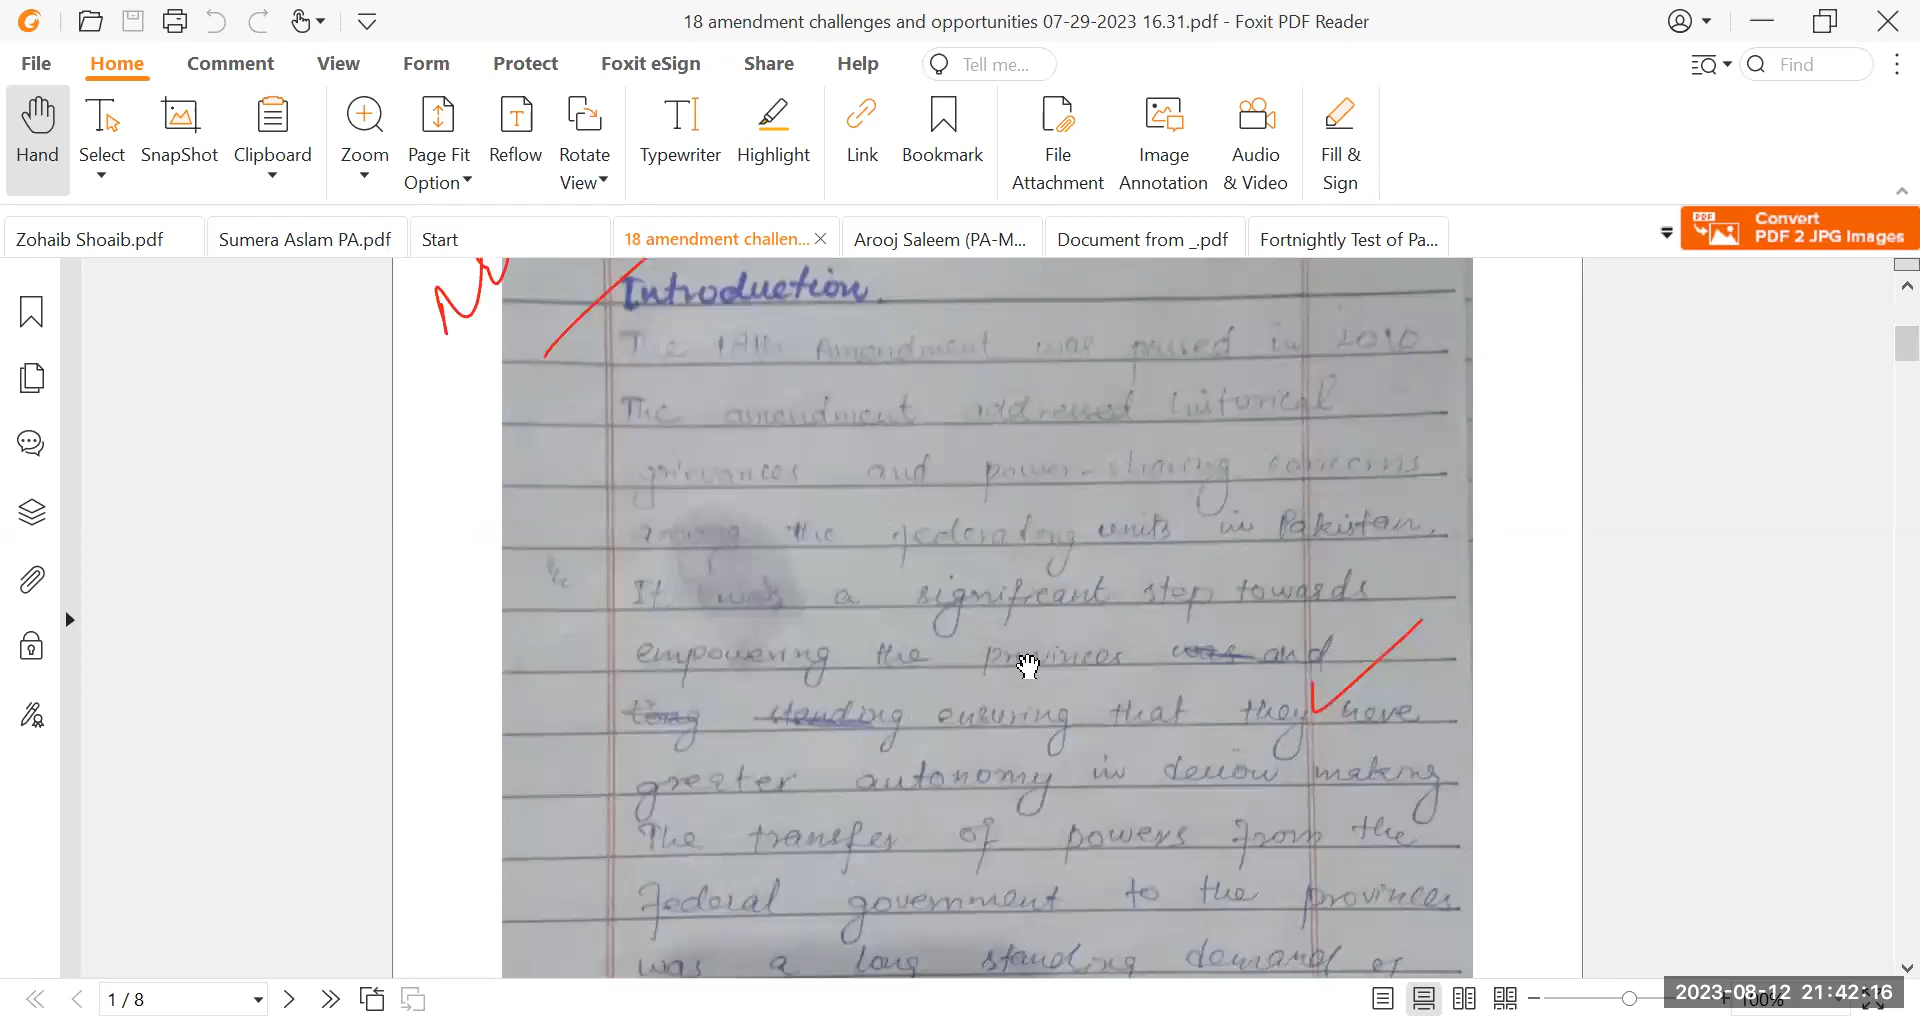 18 amendment challenges and opportunities 07-29-2023 16.31.pdf - Foxit PDF Reader
File Home Comment View Form Protect Foxit eSign Share Help Tell me... Find
Hand Select SnapShot Clipboard Zoom Page Fit Option Reflow Rotate View Typewriter Highlight Link Bookmark File Attachment Image Annotation Audio & Video Fill & Sign
Zohaib Shoaib.pdf Sumera Aslam PA.pdf Start 18 amendment challen... Arooj Saleem (PA-M... Document from _.pdf Fortnightly Test of Pa...
PDF Convert
PDF 2 JPG Images
Introduction.
The 18th Amendment was passed in 2010
The amendment addressed historical
grievances and power-sharing concerns
among the federating units in Pakistan.
It was a significant step towards
empowering the provinces was and
long standing ensuring that they have
greater autonomy in making
The transfer of powers from the
Federal government to the provinces
was a long standing demand of
1 / 8
100%
2023-08-12 21:42:16